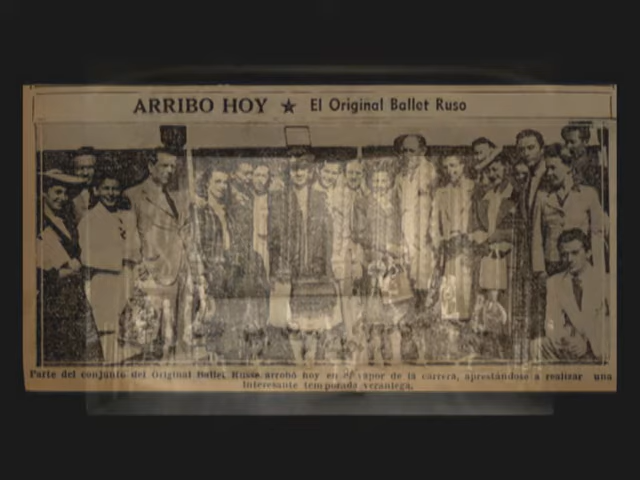 ARRIBO HOY ★ El Original Ballet Ruso
Parte del conjunto del Original Ballet Russe arribó hoy en el vapor de la carrera, aprestándose a realizar una
interesante temporada veraniega.